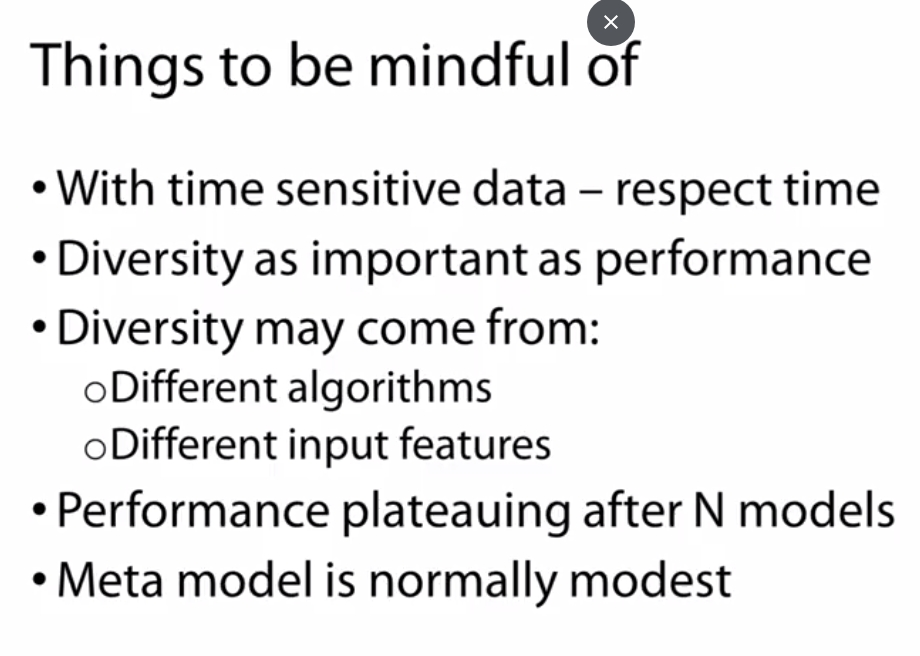 Things to be mindful of
• With time sensitive data – respect time
• Diversity as important as performance
• Diversity may come from:
o Different algorithms
o Different input features
• Performance plateauing after N models
• Meta model is normally modest